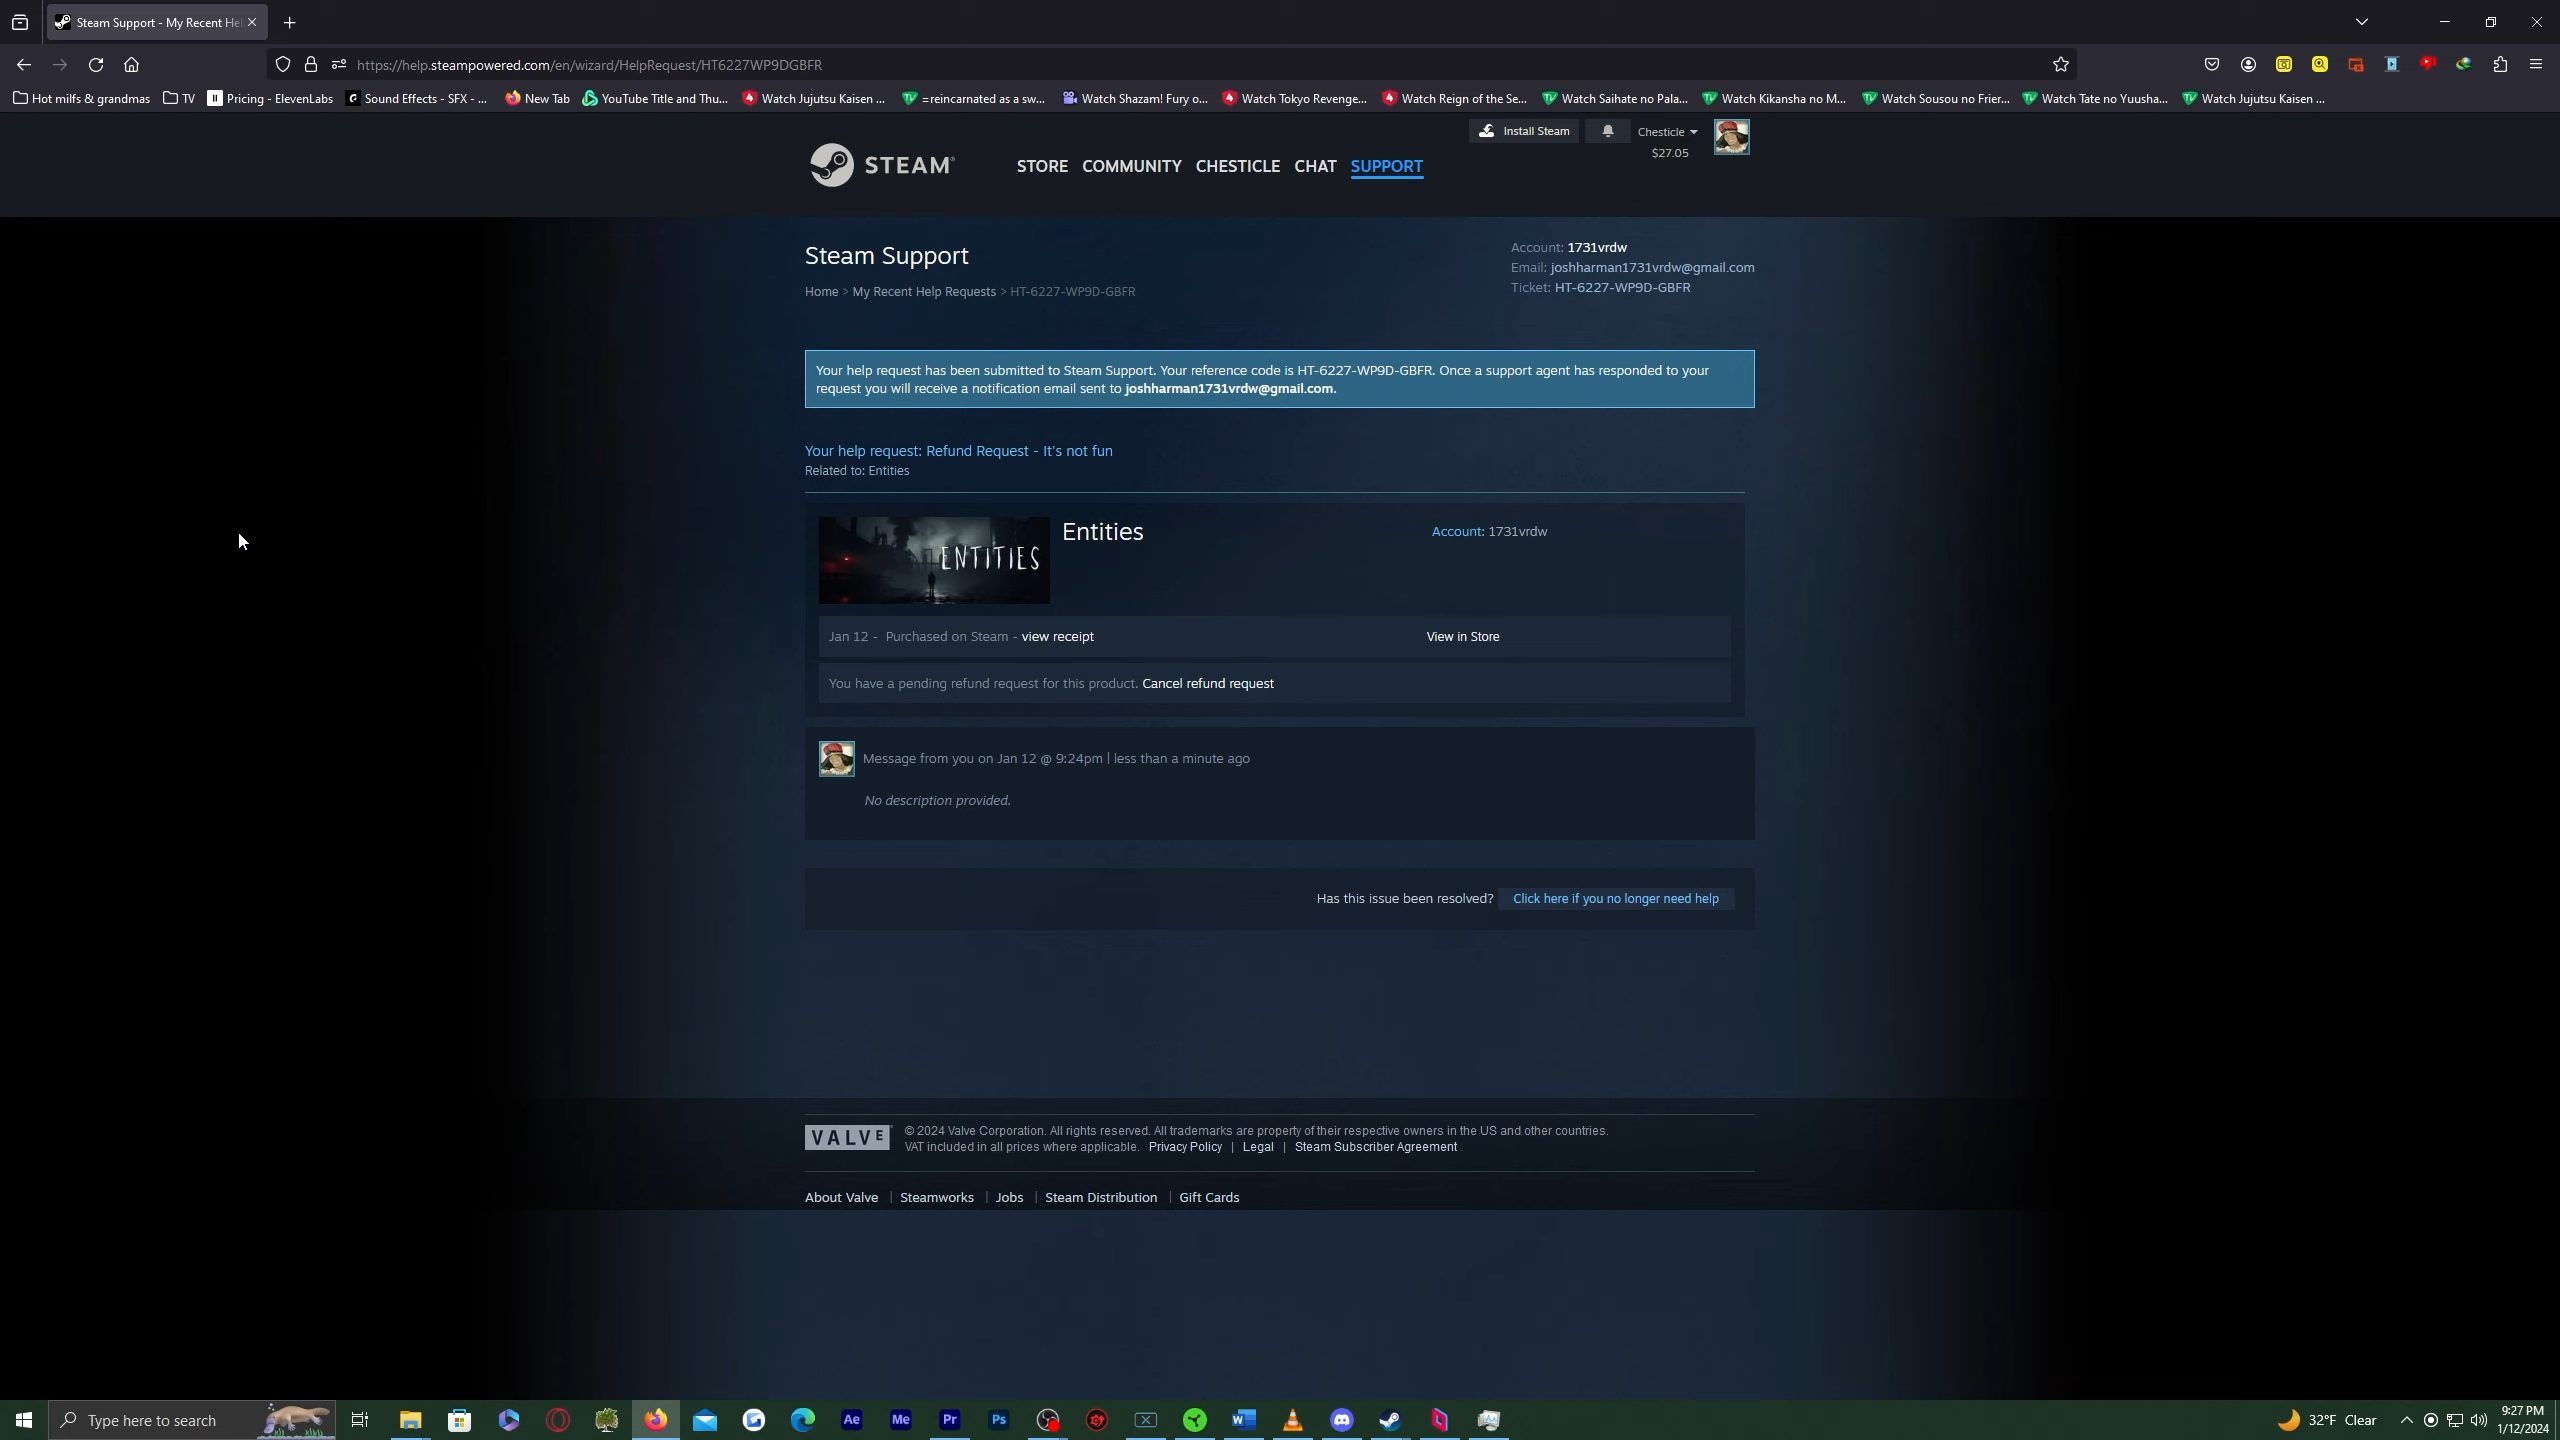 Steam Support - My Recent Hel
https://help.steampowered.com/en/wizard/HelpRequest/HT6227WP9DGBFR
Hot milfs & grandmas TV Pricing - ElevenLabs Sound Effects - SFX - ... New Tab YouTube Title and Thu... Watch Jujutsu Kaisen ... =reincarnated as a sw... Watch Shazam! Fury o... Watch Tokyo Revenge... Watch Reign of the Se... Watch Saihate no Pala... Watch Kikansha no M... Watch Sousou no Frier... Watch Tate no Yuusha... Watch Jujutsu Kaisen ...
Install Steam Chesticle
$27.05
STEAM® STORE COMMUNITY CHESTICLE CHAT SUPPORT
Steam Support
Account: 1731vrdw
Email: joshharman1731vrdw@gmail.com
Ticket: HT-6227-WP9D-GBFR
Home > My Recent Help Requests > HT-6227-WP9D-GBFR
Your help request has been submitted to Steam Support. Your reference code is HT-6227-WP9D-GBFR. Once a support agent has responded to your
request you will receive a notification email sent to joshharman1731vrdw@gmail.com.
Your help request: Refund Request - It's not fun
Related to: Entities
ENTITIES
Entities Account: 1731vrdw
Jan 12 - Purchased on Steam - view receipt View in Store
You have a pending refund request for this product. Cancel refund request
Message from you on Jan 12 @ 9:24pm | less than a minute ago
No description provided.
Has this issue been resolved? Click here if you no longer need help
VALVE © 2024 Valve Corporation. All rights reserved. All trademarks are property of their respective owners in the US and other countries.
VAT included in all prices where applicable. Privacy Policy | Legal | Steam Subscriber Agreement
About Valve | Steamworks | Jobs | Steam Distribution | Gift Cards
Type here to search Ae Me Pr Ps 32°F Clear 9:27 PM
1/12/2024